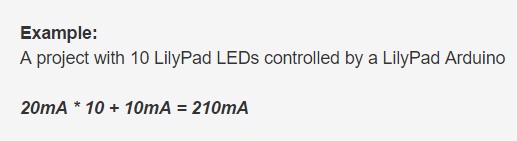 Example:
A project with 10 LilyPad LEDs controlled by a LilyPad Arduino
20mA * 10 + 10mA = 210mA